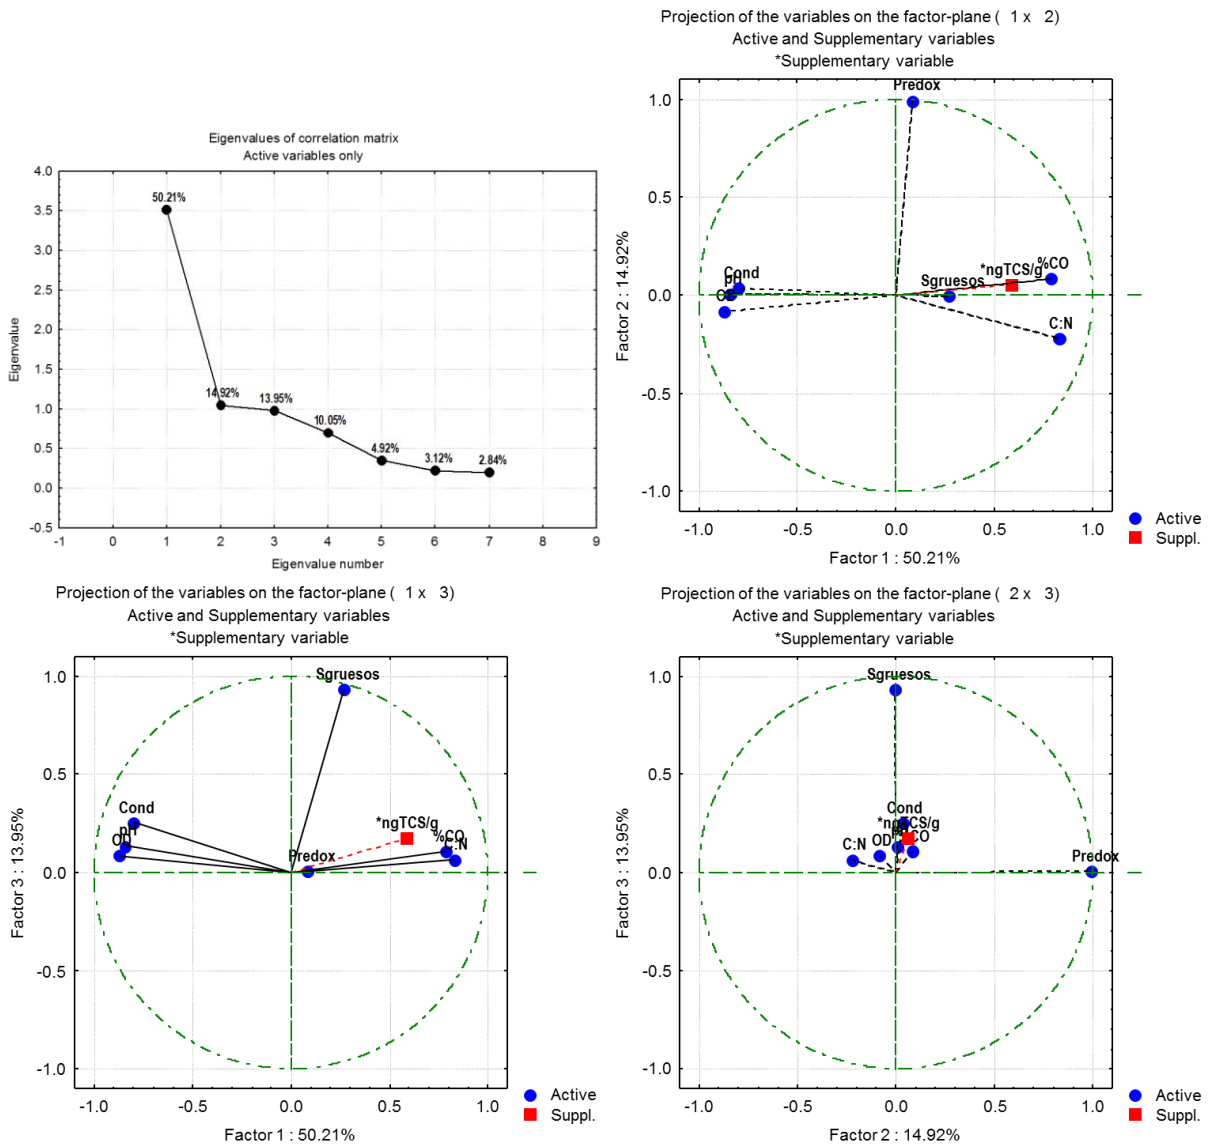 Eigenvalues of correlation matrix
Active variables only
4.0
3.5
3.0
2.5
2.0
1.5
1.0
0.5
0.0
-0.5
Eigenvalue
50.21%
14.92%
13.95%
10.05%
4.92%
3.12%
2.84%
-1 0 1 2 3 4 5 6 7 8 9
Eigenvalue number
Projection of the variables on the factor-plane ( 1 x 2)
Active and Supplementary variables
*Supplementary variable
1.0
0.5
0.0
-0.5
-1.0
Factor 2 : 14.92%
Predox
Cond
pH
OD
Sgruesos
*ngTCS/g
%CO
C:N
-1.0 -0.5 0.0 0.5 1.0
Factor 1 : 50.21%
Active
Suppl.
Projection of the variables on the factor-plane ( 1 x 3)
Active and Supplementary variables
*Supplementary variable
1.0
0.5
0.0
-0.5
-1.0
Factor 3 : 13.95%
Sgruesos
Cond
pH
OD
*ngTCS/g
%CO
C:N
Predox
-1.0 -0.5 0.0 0.5 1.0
Factor 1 : 50.21%
Active
Suppl.
Projection of the variables on the factor-plane ( 2 x 3)
Active and Supplementary variables
*Supplementary variable
1.0
0.5
0.0
-0.5
-1.0
Factor 3 : 13.95%
Sgruesos
Cond
*ngTCS/g
OD
C:N
Predox
-1.0 -0.5 0.0 0.5 1.0
Factor 2 : 14.92%
Active
Suppl.